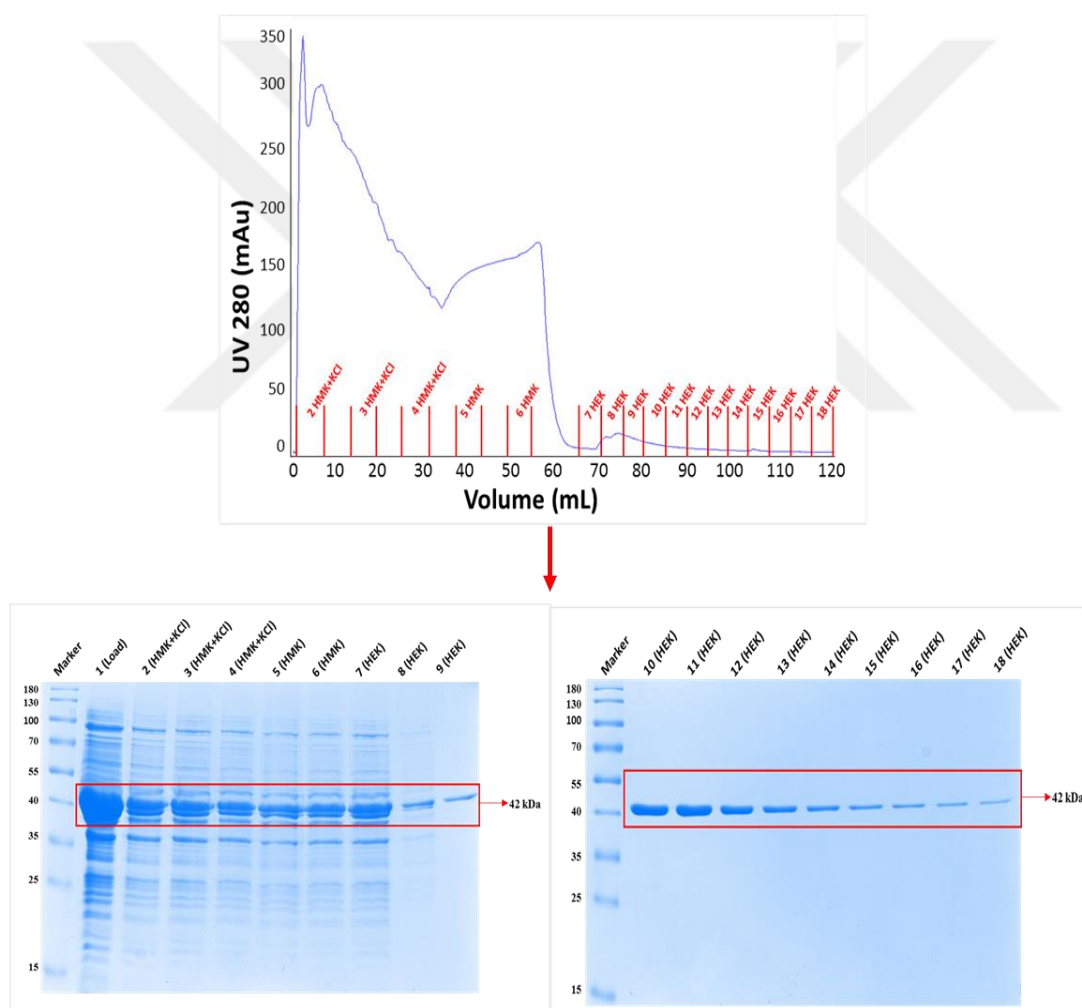 350
300
250
200
150
100
50
0
UV 280 (mAu)
2 HMK+KCl
3 HMK+KCl
4 HMK+KCl
5 HMK
6 HMK
7 HEK
8 HEK
9 HEK
10 HEK
11 HEK
12 HEK
13 HEK
14 HEK
15 HEK
16 HEK
17 HEK
18 HEK
0 10 20 30 40 50 60 70 80 90 100 110 120
Volume (mL)
Marker
1 (Load)
2 (HMK+KCl)
3 (HMK+KCl)
4 (HMK+KCl)
5 (HMK)
6 (HMK)
7 (HEK)
8 (HEK)
9 (HEK)
180
130
100
70
55
40
35
25
15
42 kDa
Marker
10 (HEK)
11 (HEK)
12 (HEK)
13 (HEK)
14 (HEK)
15 (HEK)
16 (HEK)
17 (HEK)
18 (HEK)
180
130
100
70
55
40
35
25
15
42 kDa